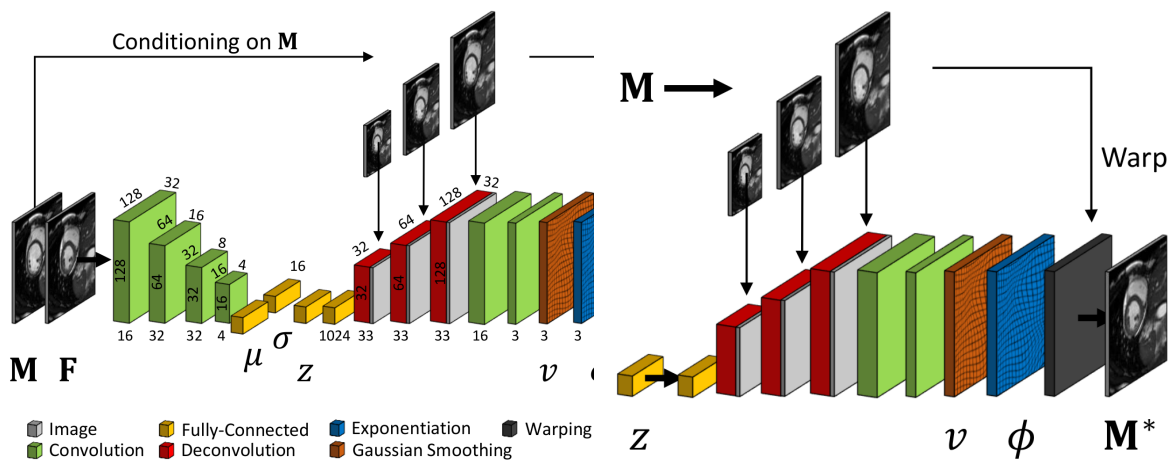 Conditioning on M
M
Warp
128 32
64 16
32 8
16 4
128 64 32 16
16
32 64 128 32
32 64 128
16 32 32 4 1024 33 33 33 16 3 3 3
μ σ z
M F
v
z v ϕ M*
Image Fully-Connected Exponentiation Warping
Convolution Deconvolution Gaussian Smoothing